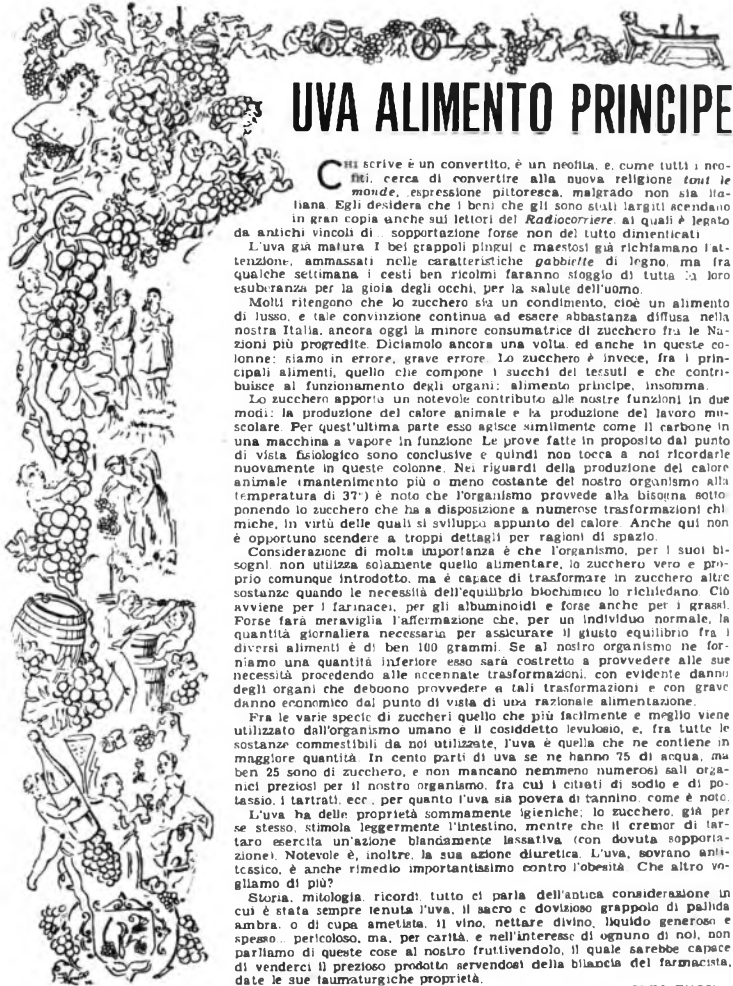 UVA ALIMENTO PRINCIPE
CHI scrive è un convertito, è un neofita, e, come tutti i neo-
fiti, cerca di convertire alla nuova religione tout le
monde, espressione pittoresca, malgrado non sia ita-
liana. Egli desidera che i beni che gli sono stati largiti scendano
in gran copia anche sui lettori del Radiocorriere, ai quali è legato
da antichi vincoli di... sopportazione forse non del tutto dimenticati
L'uva già matura. I bei grappoli pingui e maestosi già richiamano l'at-
tenzione, ammassati nelle caratteristiche gabbiette di legno, ma fra
qualche settimana i cesti ben ricolmi faranno sfoggio di tutta la loro
esuberanza per la gioia degli occhi, per la salute dell'uomo.
Molti ritengono che lo zucchero sia un condimento, cioè un alimento
di lusso, e tale convinzione continua ad essere abbastanza diffusa nella
nostra Italia, ancora oggi la minore consumatrice di zucchero fra le Na-
zioni più progredite. Diciamolo ancora una volta, ed anche in queste co-
lonne: siamo in errore, grave errore. Lo zucchero è invece, fra i prin-
cipali alimenti, quello che compone i succhi dei tessuti e che contri-
buisce al funzionamento degli organi: alimento principe, insomma.
Lo zucchero apporta un notevole contributo alle nostre funzioni in due
modi: la produzione del calore animale e la produzione del lavoro mu-
scolare. Per quest'ultima parte esso agisce similmente come il carbone in
una macchina a vapore in funzione Le prove fatte in proposito dal punto
di vista fisiologico sono conclusive e quindi non tocca a noi ricordarle
nuovamente in queste colonne. Nei riguardi della produzione del calore
animale (mantenimento più o meno costante del nostro organismo alla
temperatura di 37°) è noto che l'organismo provvede alla bisogna sotto-
ponendo lo zucchero che ha a disposizione a numerose trasformazioni chi-
miche, in virtù delle quali si sviluppa appunto del calore. Anche qui non
è opportuno scendere a troppi dettagli per ragioni di spazio.
Considerazione di molta importanza è che l'organismo, per i suoi bi-
sogni, non utilizza solamente quello alimentare, lo zucchero vero e pro-
prio comunque introdotto, ma è capace di trasformare in zucchero altre
sostanze quando le necessità dell'equilibrio biochimico lo richiedano. Ciò
avviene per i farinacei, per gli albuminoidi e forse anche per i grassi.
Forse farà meraviglia l'affermazione che, per un individuo normale, la
quantità giornaliera necessaria per assicurare il giusto equilibrio fra i
diversi alimenti è di ben 100 grammi. Se al nostro organismo ne for-
niamo una quantità inferiore esso sarà costretto a provvedere alle sue
necessità procedendo alle accennate trasformazioni, con evidente danno
degli organi che debbono provvedere a tali trasformazioni e con grave
danno economico dal punto di vista di una razionale alimentazione.
Fra le varie specie di zuccheri quello che più facilmente e meglio viene
utilizzato dall'organismo umano è il cosiddetto levulosio, e, fra tutte le
sostanze commestibili da noi utilizzate, l'uva è quella che ne contiene in
maggiore quantità. In cento parti di uva se ne hanno 75 di acqua, ma
ben 25 sono di zucchero, e non mancano nemmeno numerosi sali orga-
nici preziosi per il nostro organismo, fra cui i citrati di sodio e di po-
tassio, i tartrati, ecc., per quanto l'uva sia povera di tannino, come è noto.
L'uva ha delle proprietà sommamente igieniche; lo zucchero, già per
se stesso, stimola leggermente l'intestino, mentre che il cremor di tar-
taro esercita un'azione blandamente lassativa (con dovuta sopporta-
zione). Notevole è, inoltre, la sua azione diuretica. L'uva, sovrano anti-
tossico, è anche rimedio importantissimo contro l'obesità. Che altro vo-
gliamo di più?
Storia, mitologia, ricordi, tutto ci parla dell'antica considerazione in
cui è stata sempre tenuta l'uva, il sacro e dovizioso grappolo di pallida
ambra, o di cupa ametista, il vino, nettare divino, liquido generoso e
spesso... pericoloso, ma, per carità, e nell'interesse di ognuno di noi, non
parliamo di queste cose al nostro fruttivendolo, il quale sarebbe capace
di venderci il prezioso prodotto servendosi della bilancia del farmacista,
date le sue taumaturgiche proprietà.